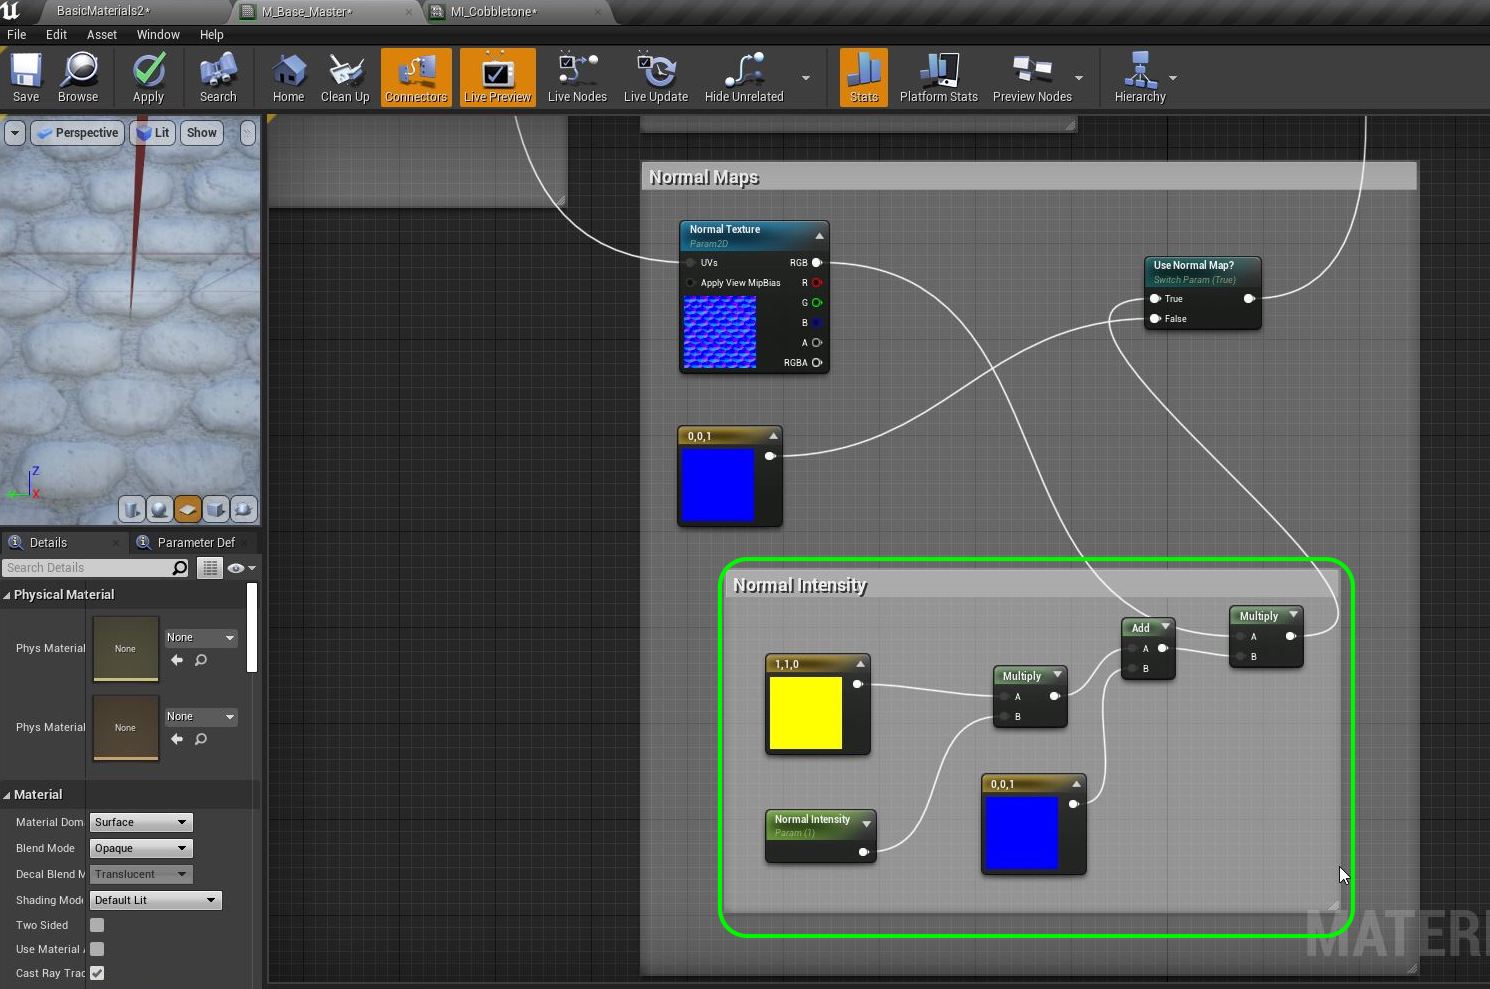 BasicMaterials2*
M_Base_Master*
MI_Cobbletone*
File Edit Asset Window Help
Save Browse Apply Search Home Clean Up Connectors Live Preview Live Nodes Live Update Hide Unrelated Stats Platform Stats Preview Nodes Hierarchy
Perspective Lit Show
Normal Maps
Normal Texture
Param2D
UVs RGB
Apply View MipBias R
G
B
A
RGBA
Use Normal Map?
Switch Param (True)
True
False
0,0,1
Z
X
Normal Intensity
1,1,0
Multiply
A
B
Add
A
B
Multiply
A
B
0,0,1
Normal Intensity
Param (1)
Details Parameter Def
Search Details
Physical Material
Phys Material None None
Phys Material None None
Material
Material Dom Surface
Blend Mode Opaque
Decal Blend M Translucent
Shading Mode Default Lit
Two Sided
Use Material
Cast Ray Trac
MATERI